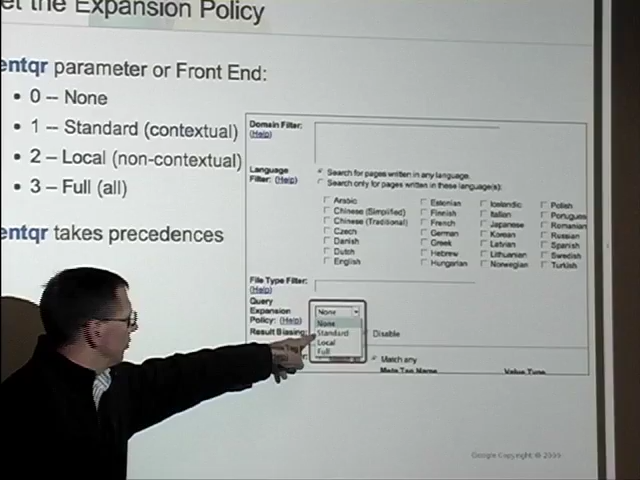 et the Expansion Policy
entqr parameter or Front End:
• 0 – None
• 1 – Standard (contextual)
• 2 – Local (non-contextual)
• 3 – Full (all)
entqr takes precedences
Domain Filter:
(Help)
Language
Filter: (Help)
Search for pages written in any language.
Search only for pages written in these language(s):
Arabic Estonian Icelandic Polish
Chinese (Simplified) Finnish Italian Portugues
Chinese (Traditional) French Japanese Romanian
Czech German Korean Russian
Danish Greek Latvian Spanish
Dutch Hebrew Lithuanian Swedish
English Hungarian Norwegian Turkish
File Type Filter:
(Help)
Query
Expansion
Policy: (Help)
None
None
Standard
Local
Full
Result Biasing:
Disable
Match any
Meta Tag Name Value Type
Google Copyright © 2009